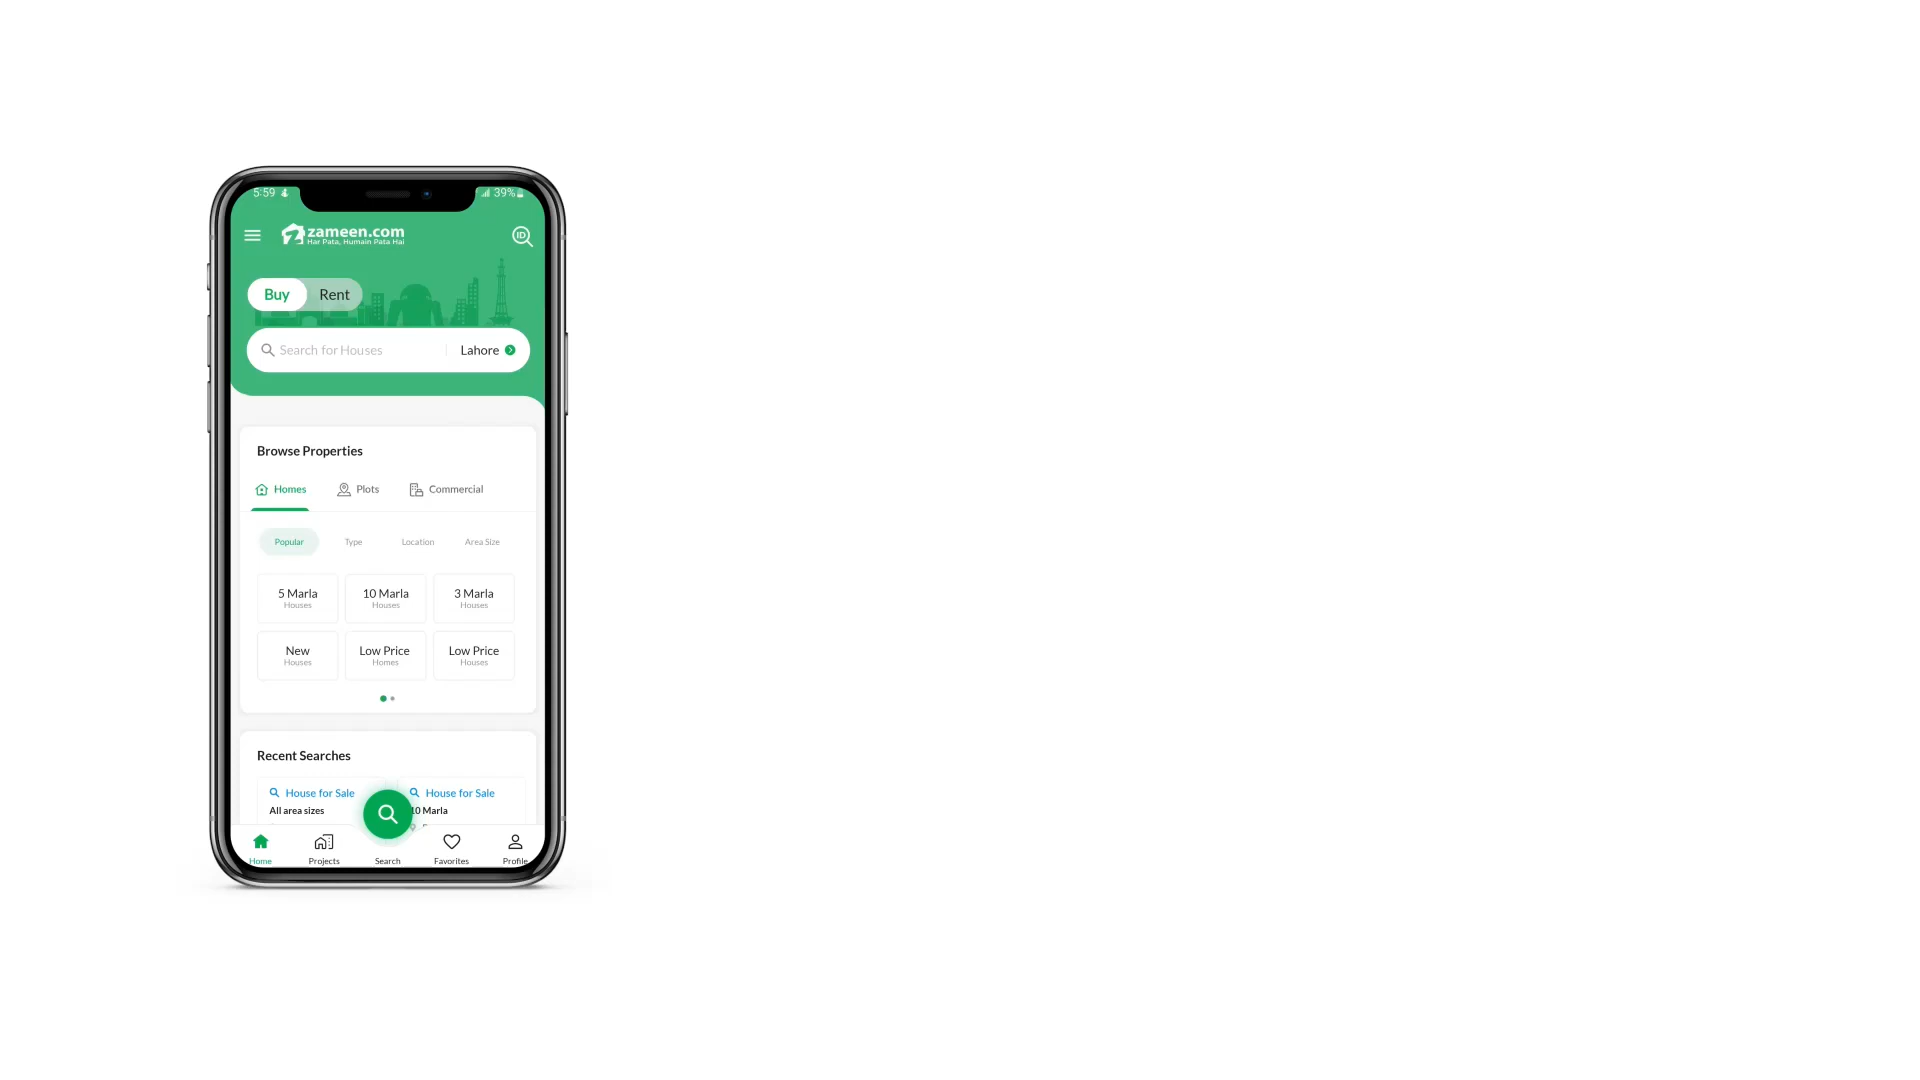 5:59
39%
zameen.com
Har Pata, Humain Pata Hai
ID
Buy Rent
Search for Houses Lahore
Browse Properties
Homes Plots Commercial
Popular Type Location Area Size
5 Marla 10 Marla 3 Marla
Houses Houses Houses
New Low Price Low Price
Houses Homes Houses
Recent Searches
House for Sale House for Sale
All area sizes 10 Marla
Home Projects Search Favorites Profile